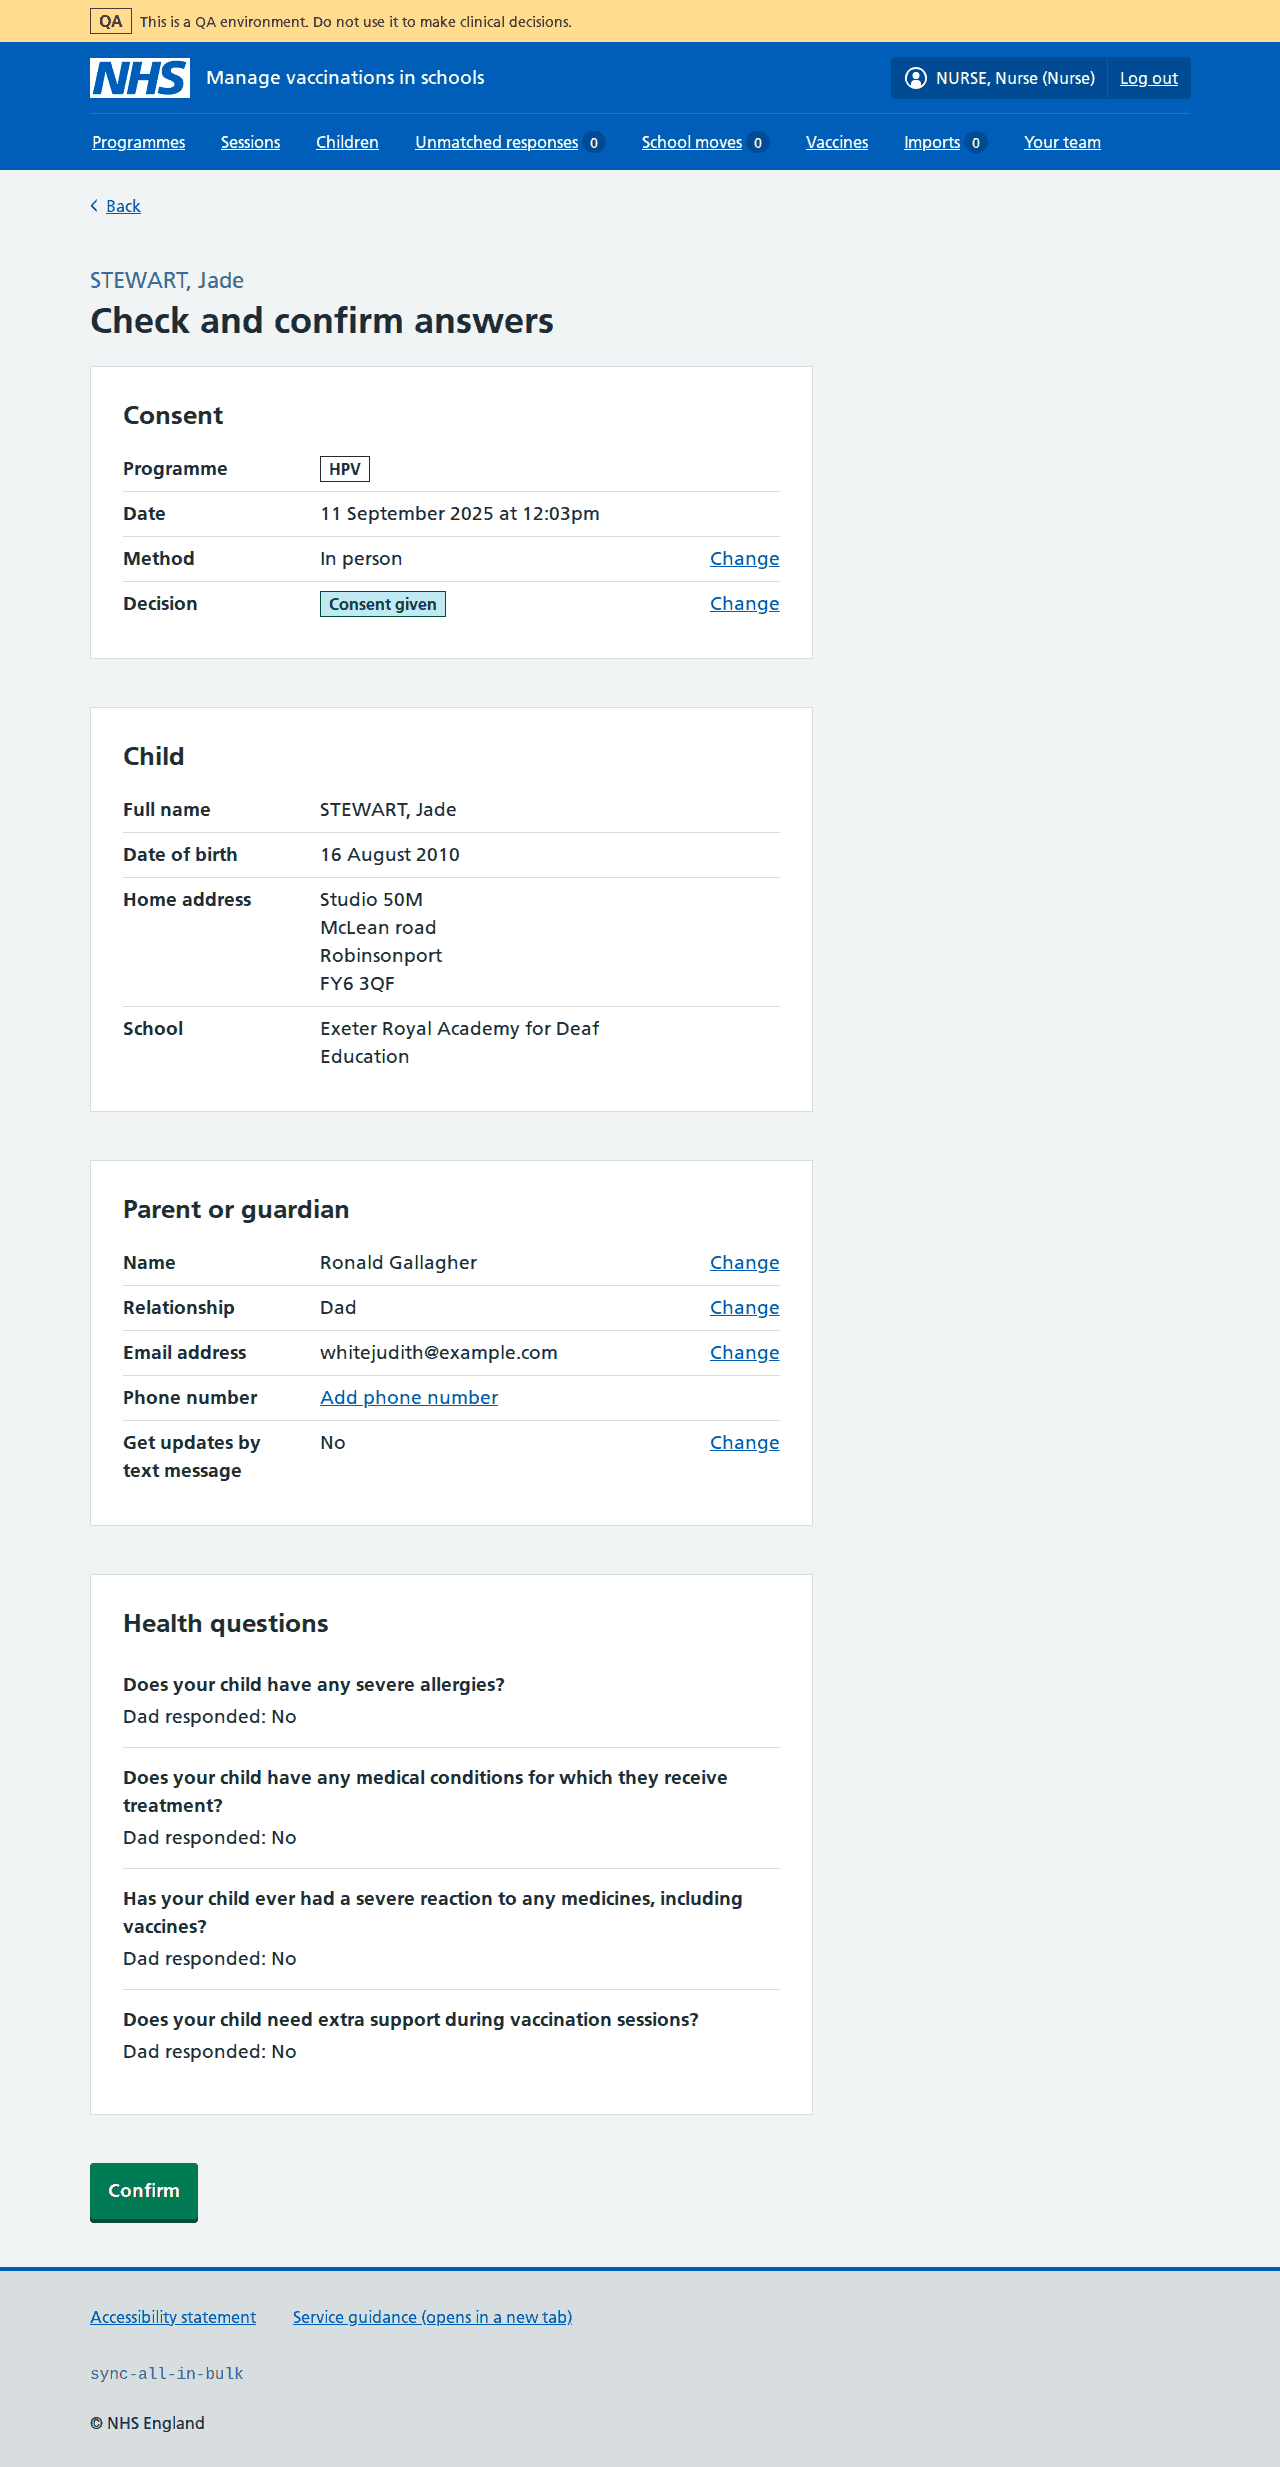 QA This is a QA environment. Do not use it to make clinical decisions.
NHS Manage vaccinations in schools NURSE, Nurse (Nurse) Log out
Programmes Sessions Children Unmatched responses 0 School moves 0 Vaccines Imports 0 Your team
Back
STEWART, Jade
Check and confirm answers
Consent
Programme HPV
Date 11 September 2025 at 12:03pm
Method In person Change
Decision Consent given Change
Child
Full name STEWART, Jade
Date of birth 16 August 2010
Home address Studio 50M
McLean road
Robinsonport
FY6 3QF
School Exeter Royal Academy for Deaf
Education
Parent or guardian
Name Ronald Gallagher Change
Relationship Dad Change
Email address whitejudith@example.com Change
Phone number Add phone number
Get updates by No Change
text message
Health questions
Does your child have any severe allergies?
Dad responded: No
Does your child have any medical conditions for which they receive
treatment?
Dad responded: No
Has your child ever had a severe reaction to any medicines, including
vaccines?
Dad responded: No
Does your child need extra support during vaccination sessions?
Dad responded: No
Confirm
Accessibility statement Service guidance (opens in a new tab)
sync-all-in-bulk
© NHS England